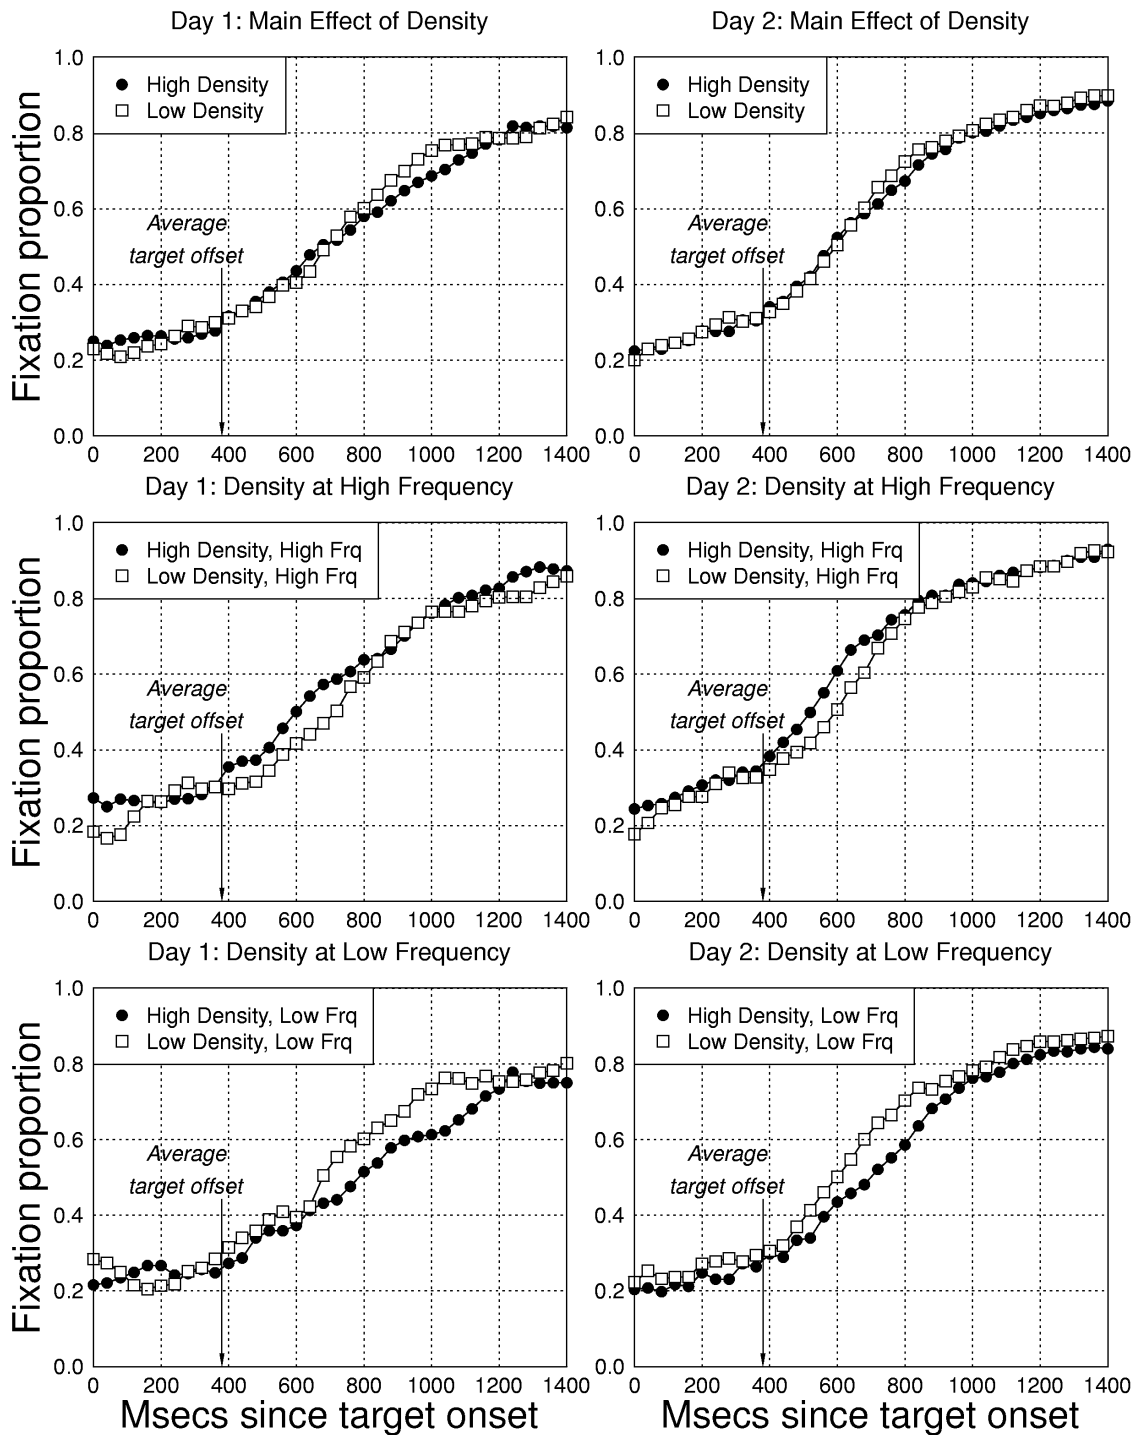 Day 1: Main Effect of Density
Day 2: Main Effect of Density
Fixation proportion
1.0
0.8
0.6
0.4
0.2
0.0
High Density
Low Density
Average
target offset
0 200 400 600 800 1000 1200 1400
1.0
0.8
0.6
0.4
0.2
0.0
High Density
Low Density
Average
target offset
0 200 400 600 800 1000 1200 1400
Day 1: Density at High Frequency
Day 2: Density at High Frequency
Fixation proportion
1.0
0.8
0.6
0.4
0.2
0.0
High Density, High Frq
Low Density, High Frq
Average
target offset
0 200 400 600 800 1000 1200 1400
1.0
0.8
0.6
0.4
0.2
0.0
High Density, High Frq
Low Density, High Frq
Average
target offset
0 200 400 600 800 1000 1200 1400
Day 1: Density at Low Frequency
Day 2: Density at Low Frequency
Fixation proportion
1.0
0.8
0.6
0.4
0.2
0.0
High Density, Low Frq
Low Density, Low Frq
Average
target offset
0 200 400 600 800 1000 1200 1400
Msecs since target onset
1.0
0.8
0.6
0.4
0.2
0.0
High Density, Low Frq
Low Density, Low Frq
Average
target offset
0 200 400 600 800 1000 1200 1400
Msecs since target onset